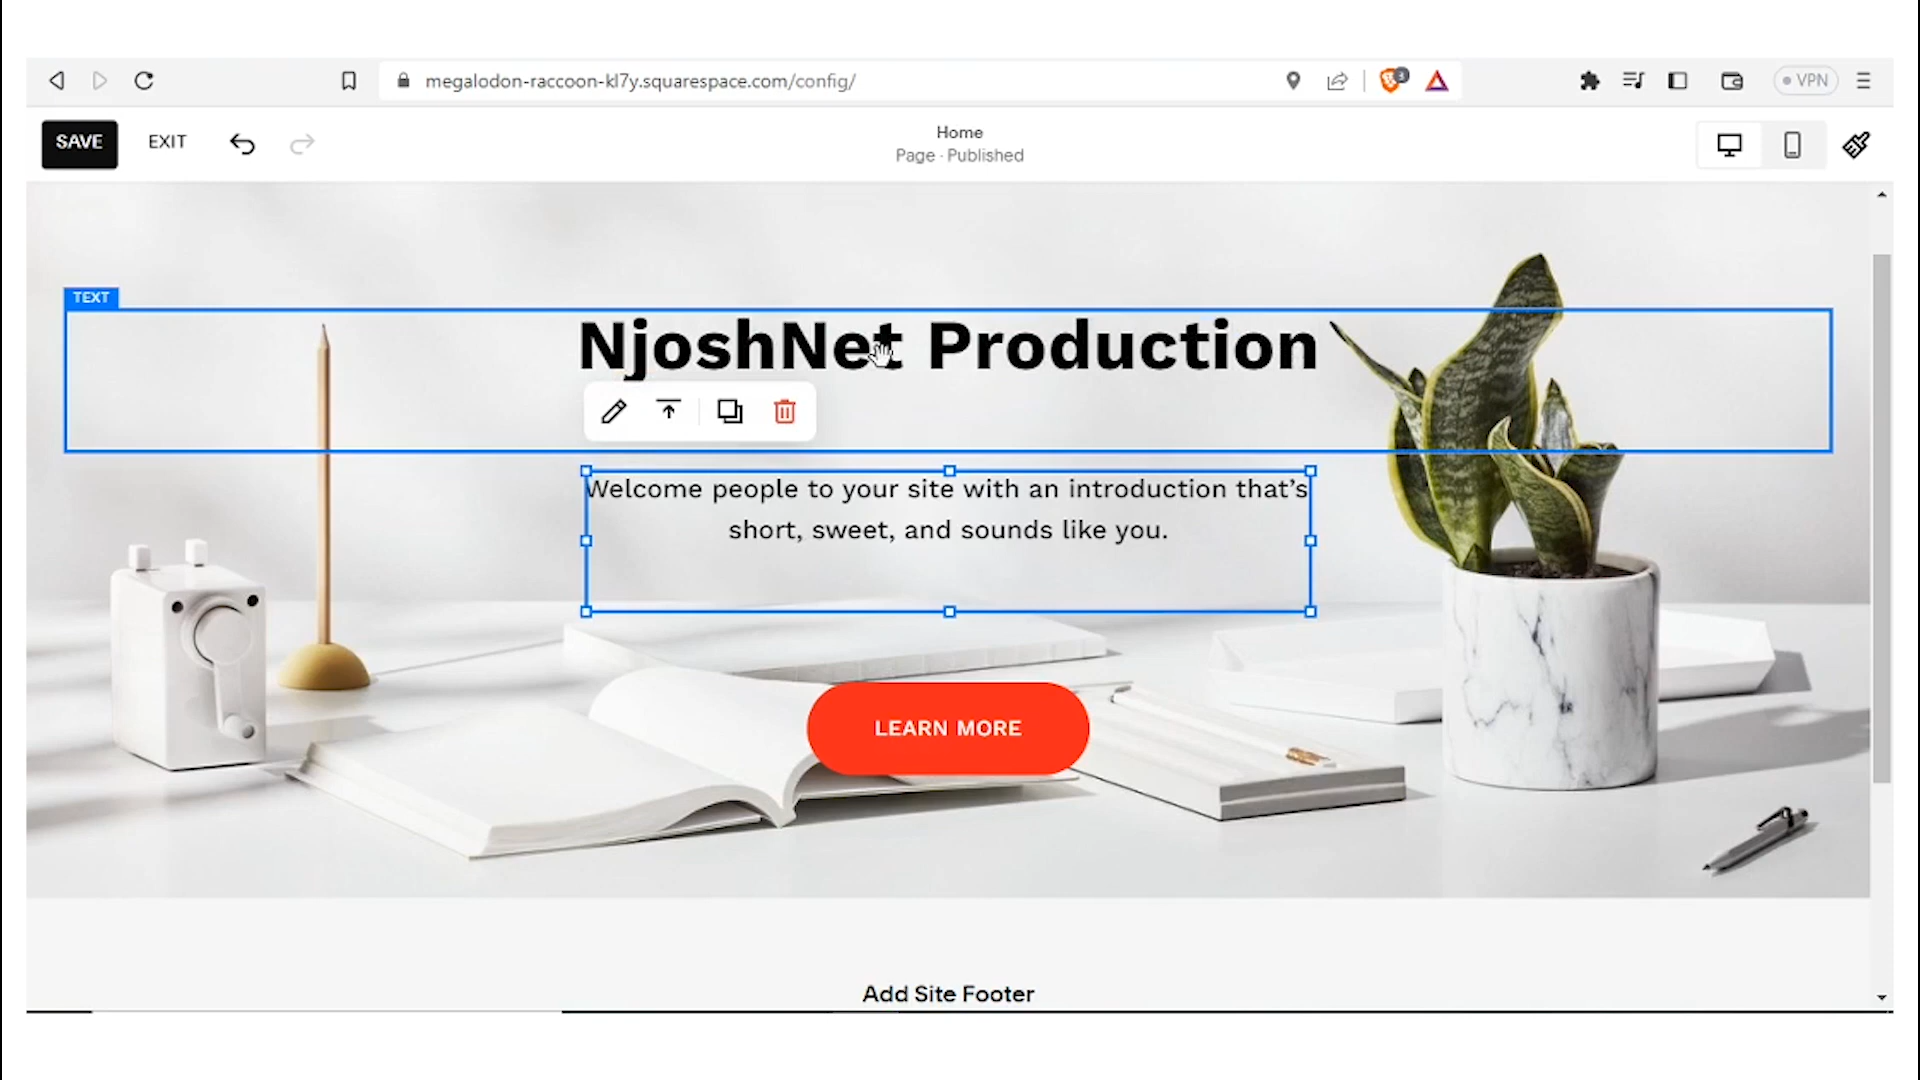 megalodon-raccoon-kl7y.squarespace.com/config/
3
VPN
SAVE
EXIT
Home
Page · Published
TEXT
NjoshNet Production
Welcome people to your site with an introduction that's
short, sweet, and sounds like you.
LEARN MORE
Add Site Footer